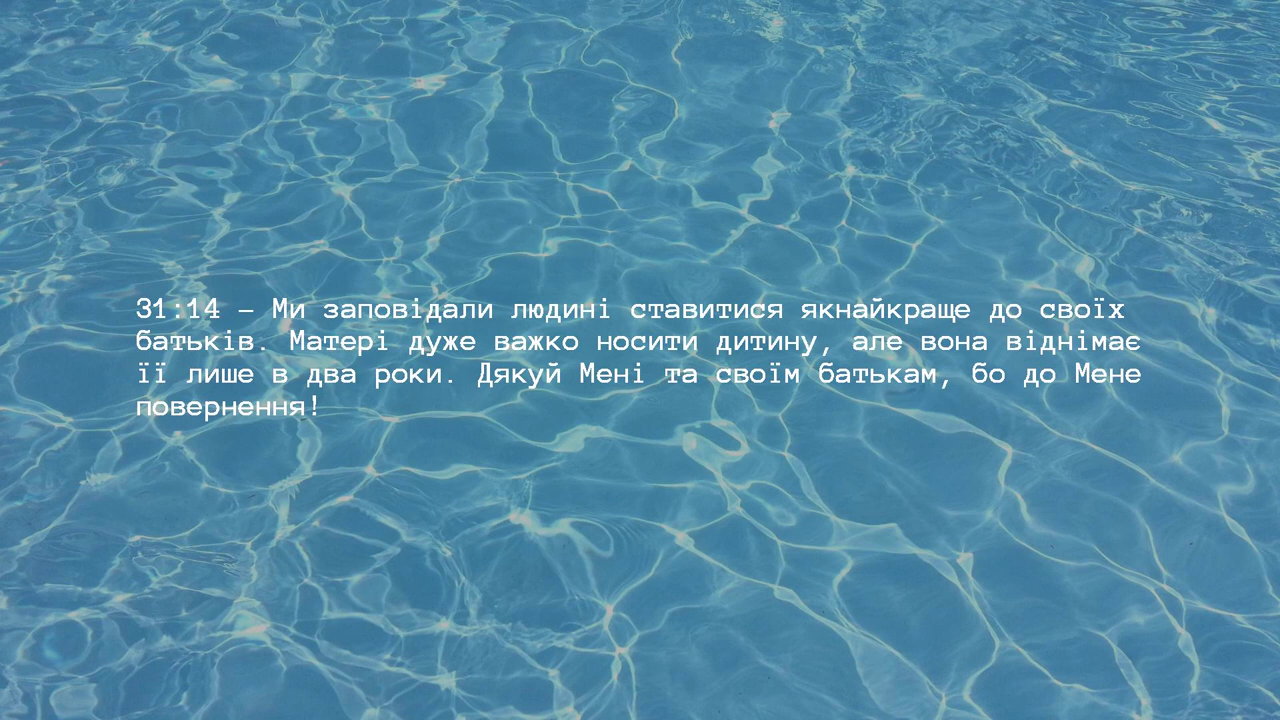 31:14 – Ми заповідали людині ставитися якнайкраще до своїх
батьків. Матері дуже важко носити дитину, але вона віднімає
її лише в два роки. Дякуй Мені та своїм батькам, бо до Мене
повернення!